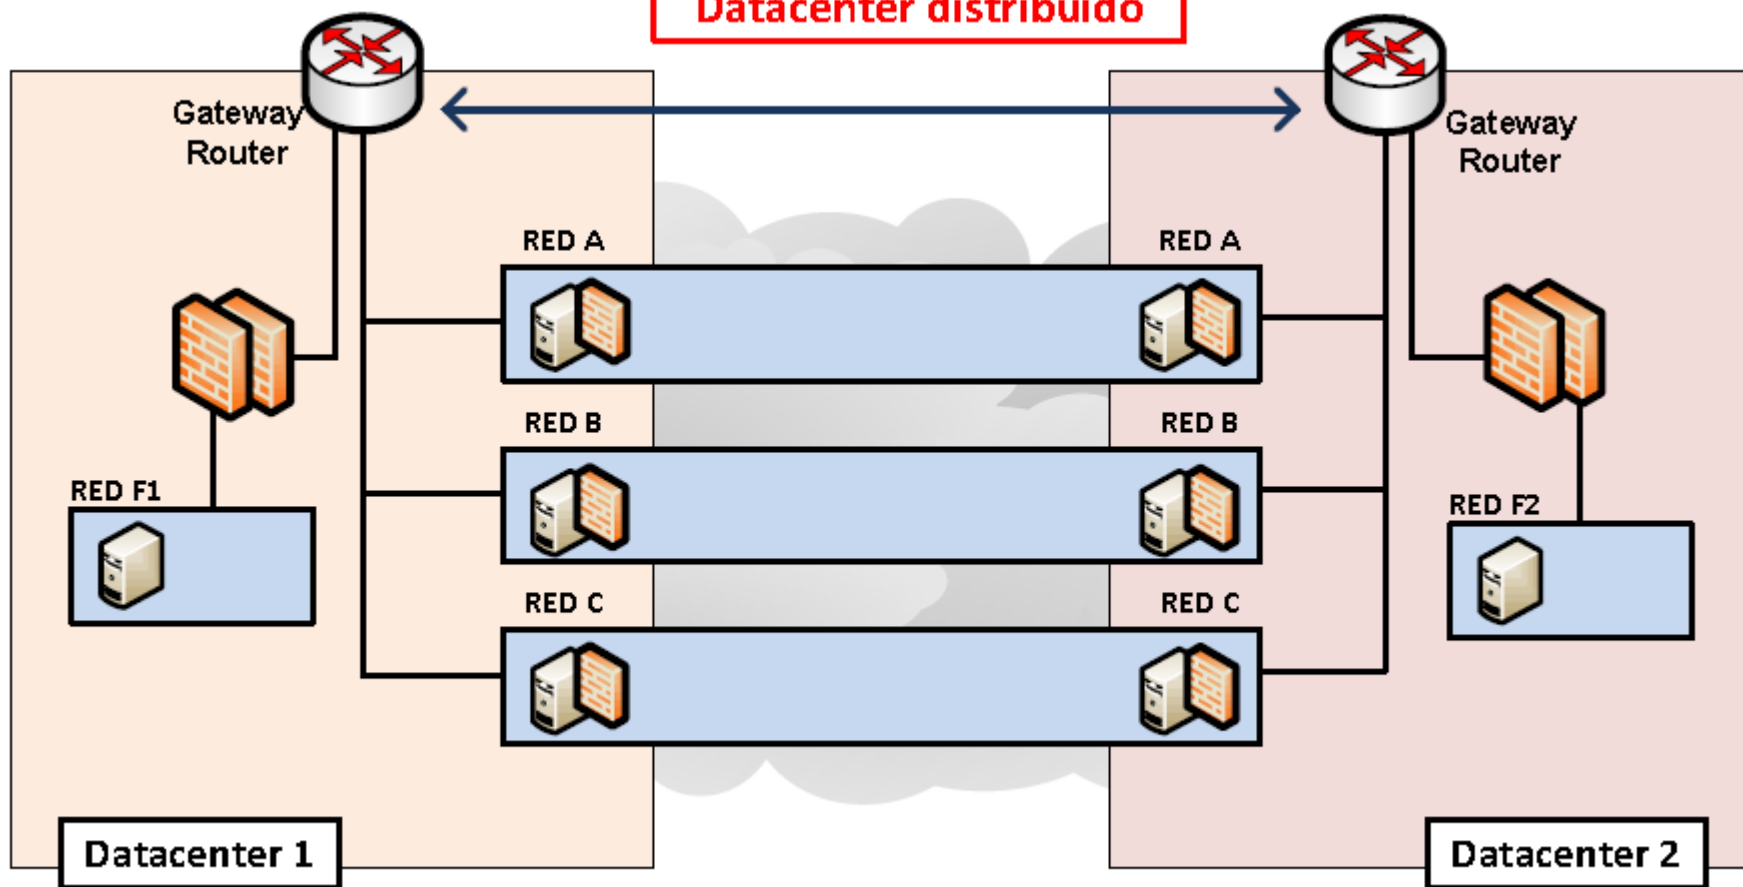 Datacenter distribuido
Gateway
Router
Gateway
Router
RED A
RED A
RED B
RED B
RED F1
RED F2
RED C
RED C
Datacenter 1
Datacenter 2